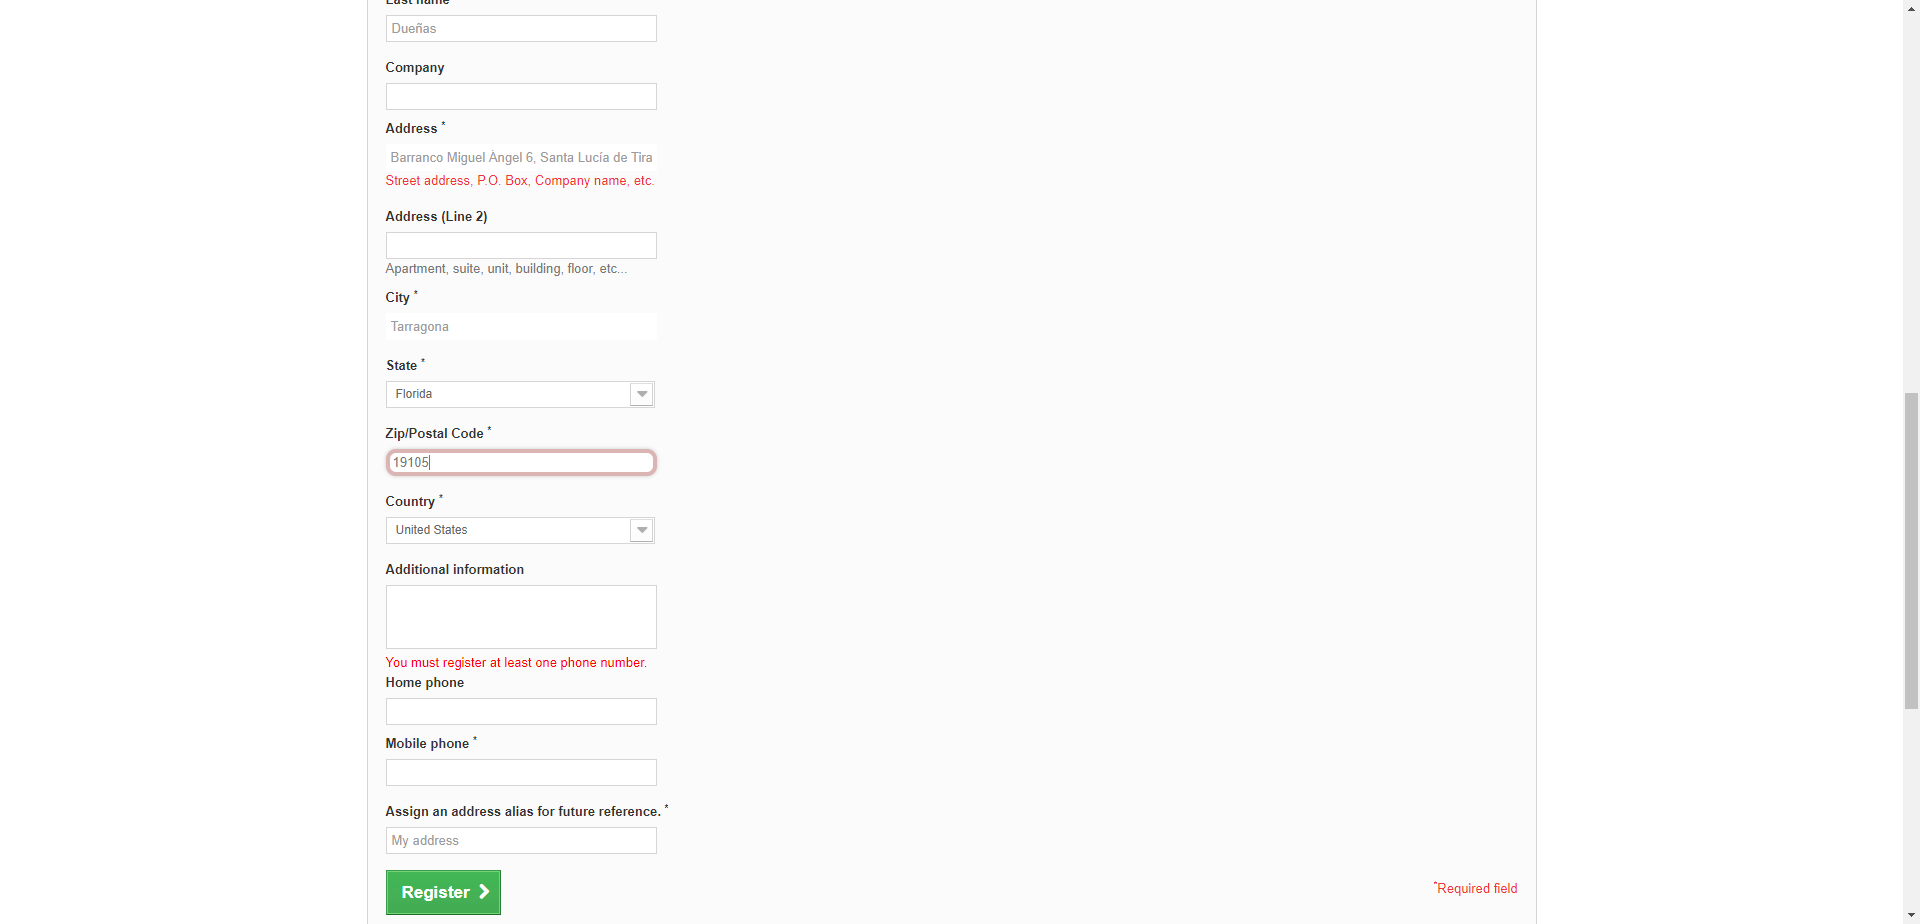 Last name
Dueñas
Company
Address *
Barranco Miguel Ángel 6, Santa Lucía de Tira
Street address, P.O. Box, Company name, etc.
Address (Line 2)
Apartment, suite, unit, building, floor, etc...
City *
Tarragona
State *
Florida
Zip/Postal Code *
19105
Country *
United States
Additional information
You must register at least one phone number.
Home phone
Mobile phone *
Assign an address alias for future reference. *
My address
Register
*Required field